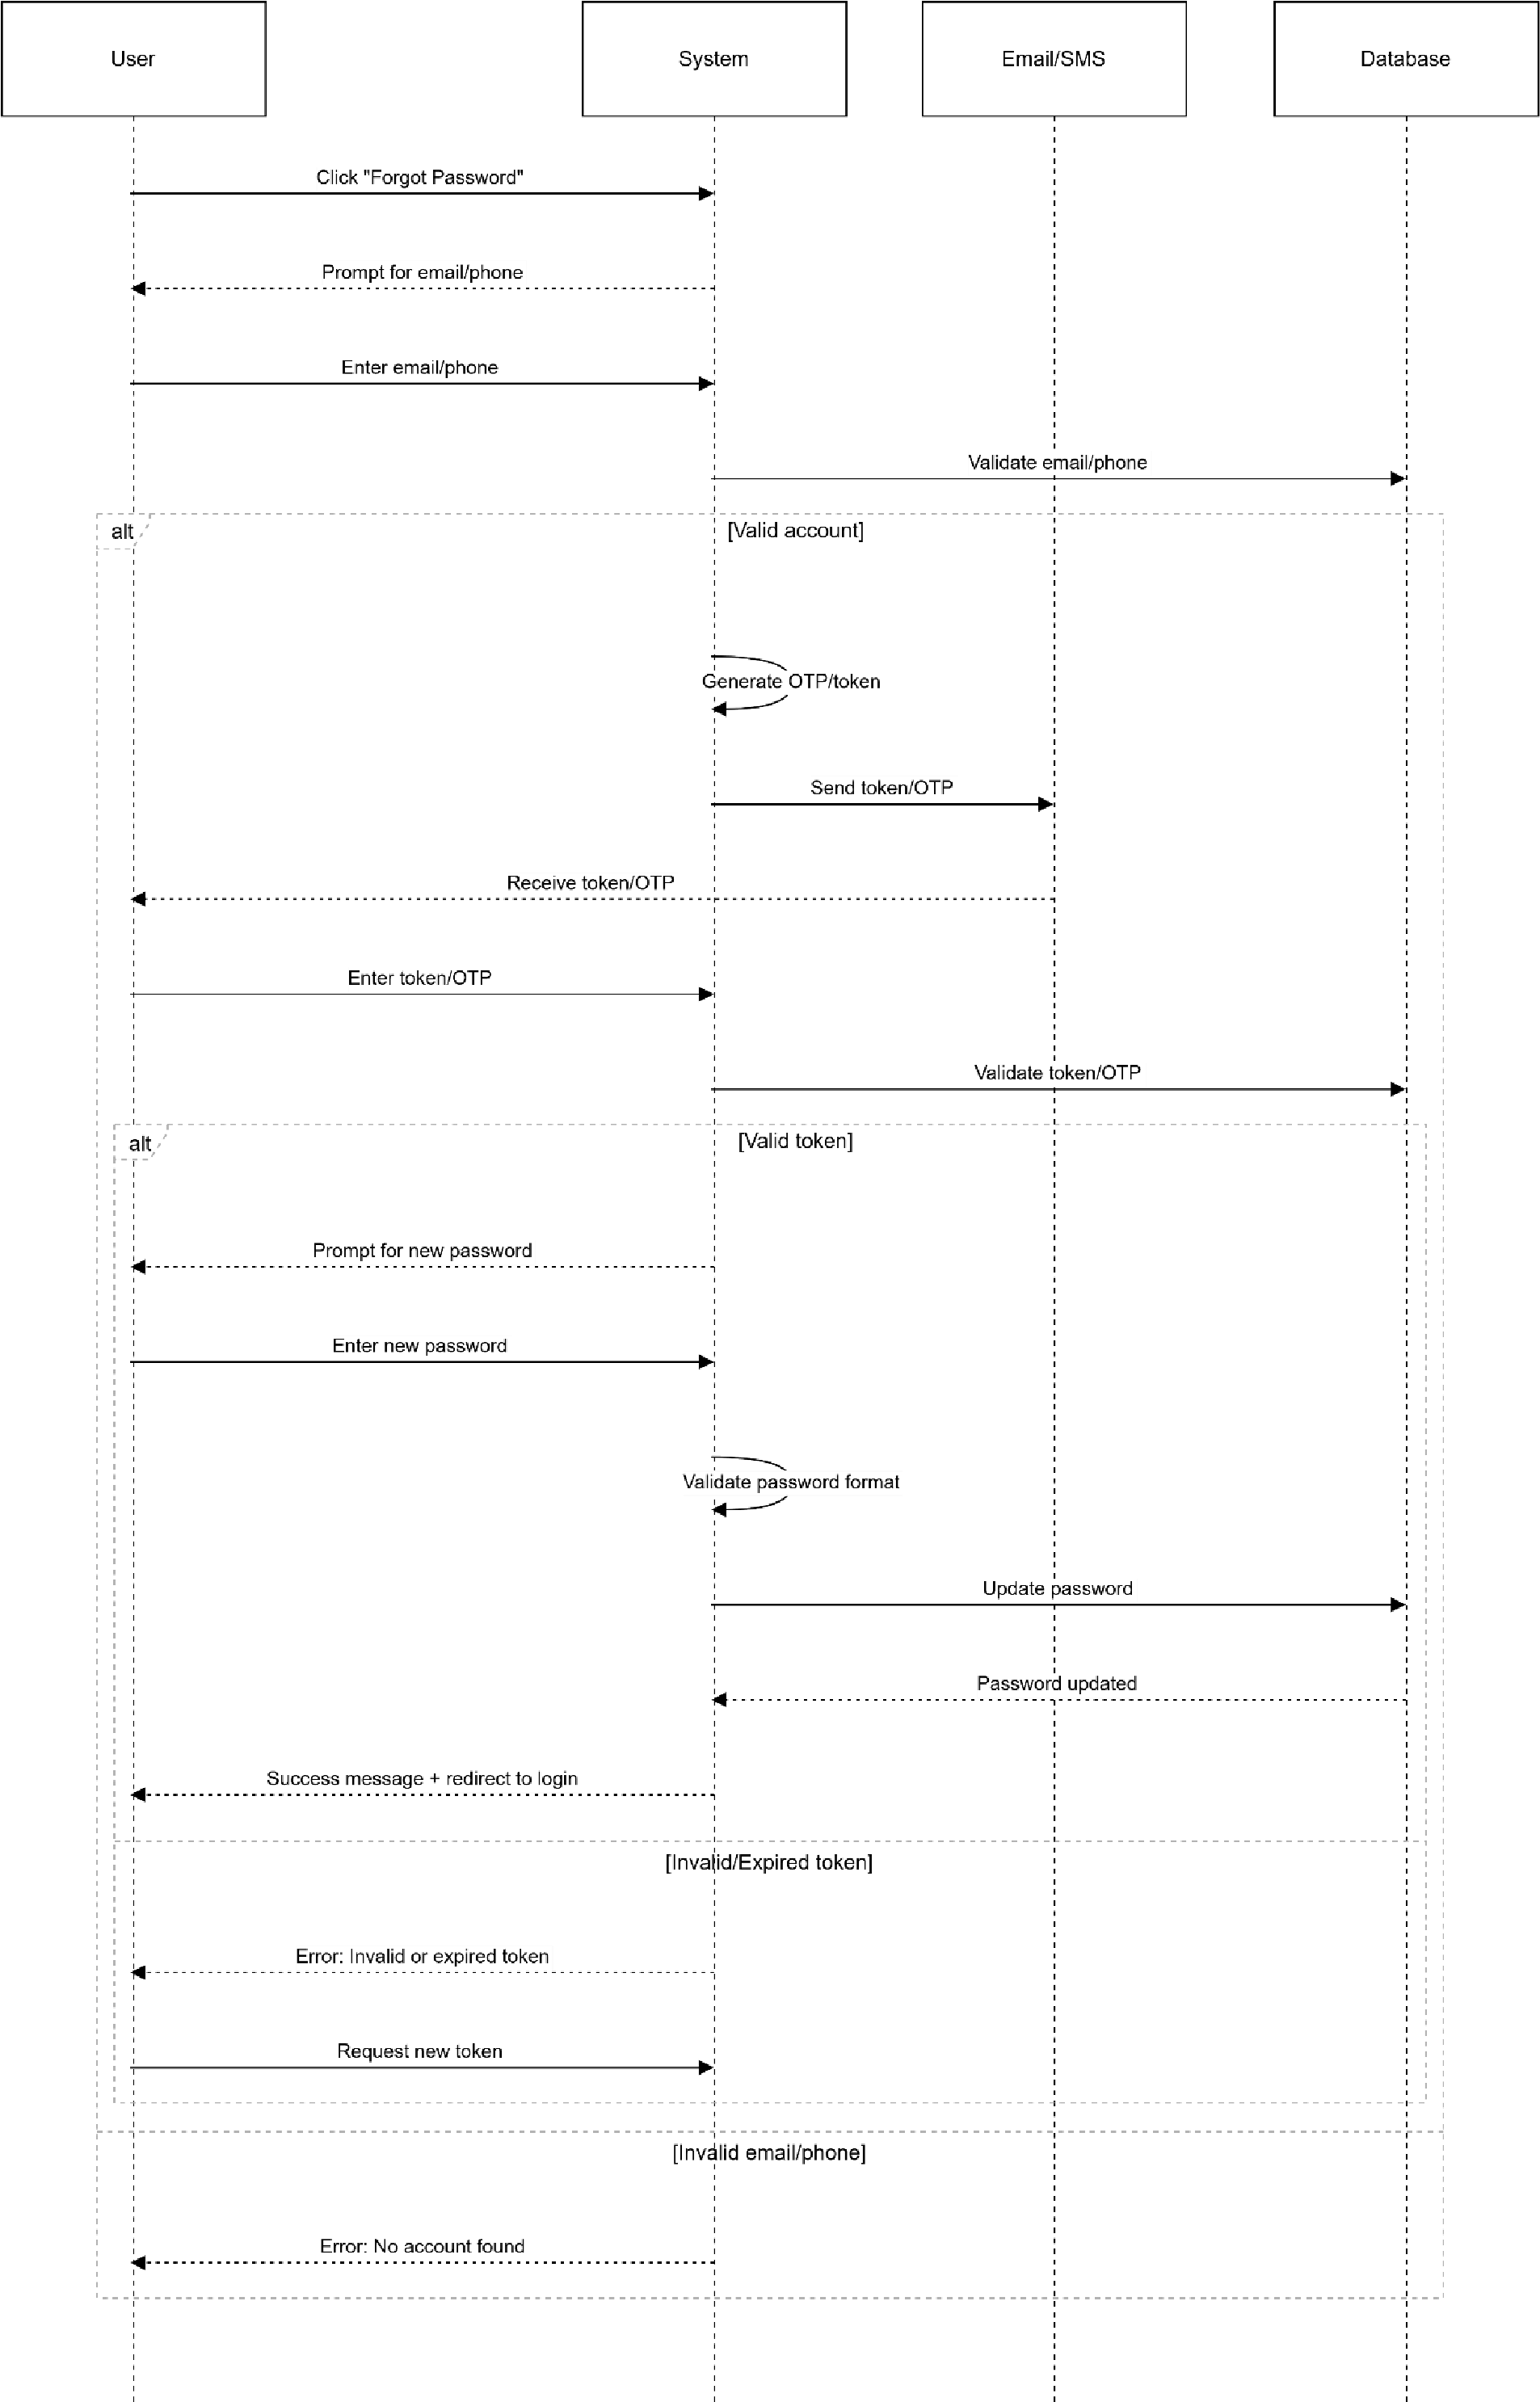 User
System
Email/SMS
Database
Click "Forgot Password"
Prompt for email/phone
Enter email/phone
Validate email/phone
alt
[Valid account]
Generate OTP/token
Send token/OTP
Receive token/OTP
Enter token/OTP
Validate token/OTP
alt
[Valid token]
Prompt for new password
Enter new password
Validate password format
Update password
Password updated
Success message + redirect to login
[Invalid/Expired token]
Error: Invalid or expired token
Request new token
[Invalid email/phone]
Error: No account found